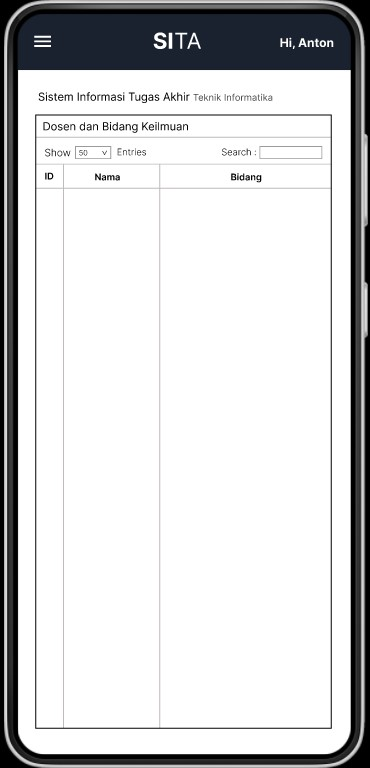 SITA
Hi, Anton
Sistem Informasi Tugas Akhir Teknik Informatika
Dosen dan Bidang Keilmuan
Show 50 Entries Search :
ID Nama Bidang